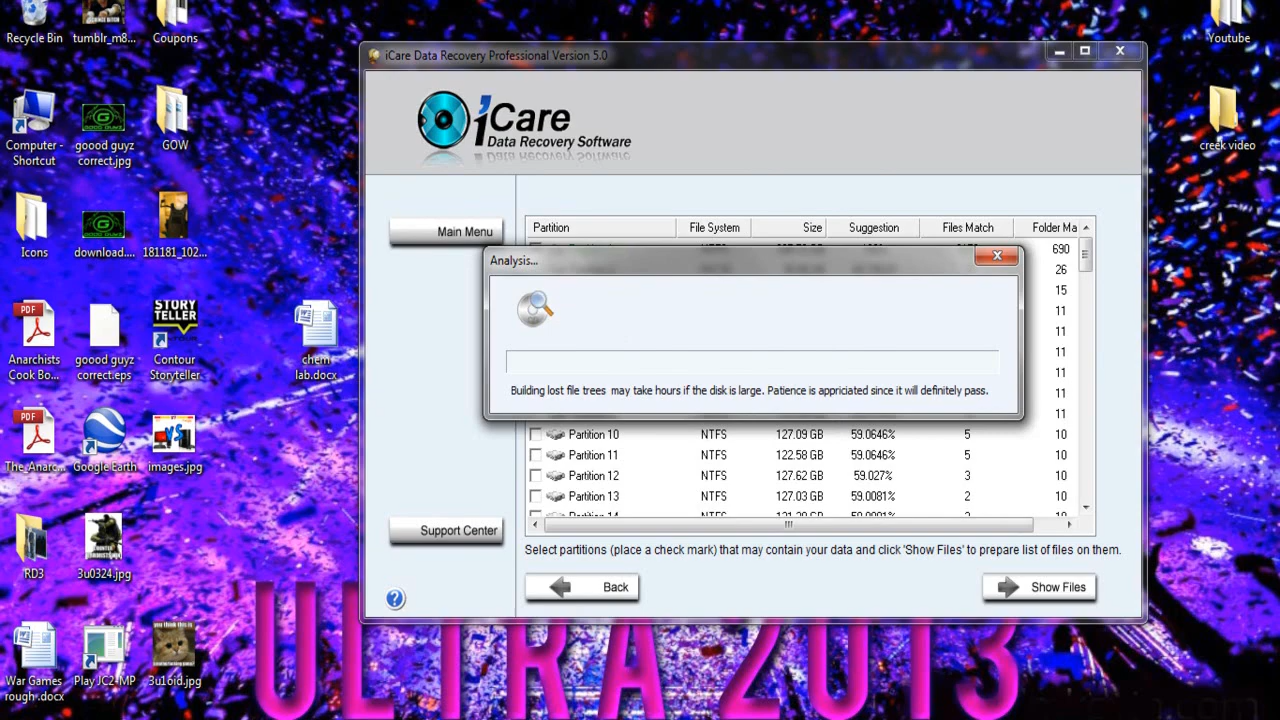 Recycle Bin
tumblr_m8...
Coupons
Youtube
iCare Data Recovery Professional Version 5.0
iCare
Data Recovery Software
Computer -
Shortcut
goood guyz
correct.jpg
GOW
creek video
Main Menu
Partition File System Size Suggestion Files Match Folder Ma
690
26
15
11
11
11
11
11
11
Analysis...
Building lost file trees may take hours if the disk is large. Patience is appriciated since it will definitely pass.
Icons
download....
181181_102...
PDF
Anarchists
Cook Bo...
goood guyz
correct.eps
STORY
TELLER
Contour
Storyteller
chem
lab.docx
Partition 10 NTFS 127.09 GB 59.0646% 5 10
Partition 11 NTFS 122.58 GB 59.0646% 5 10
Partition 12 NTFS 127.62 GB 59.027% 3 10
Partition 13 NTFS 127.03 GB 59.0081% 2 10
PDF
The Anarc...
Google Earth
VS
images.jpg
Support Center
Select partitions (place a check mark) that may contain your data and click 'Show Files' to prepare list of files on them.
Back
Show Files
RD3
3u0324.jpg
War Games
rough-.docx
Play JC2-MP
3u1oid.jpg
ULTRA 2013